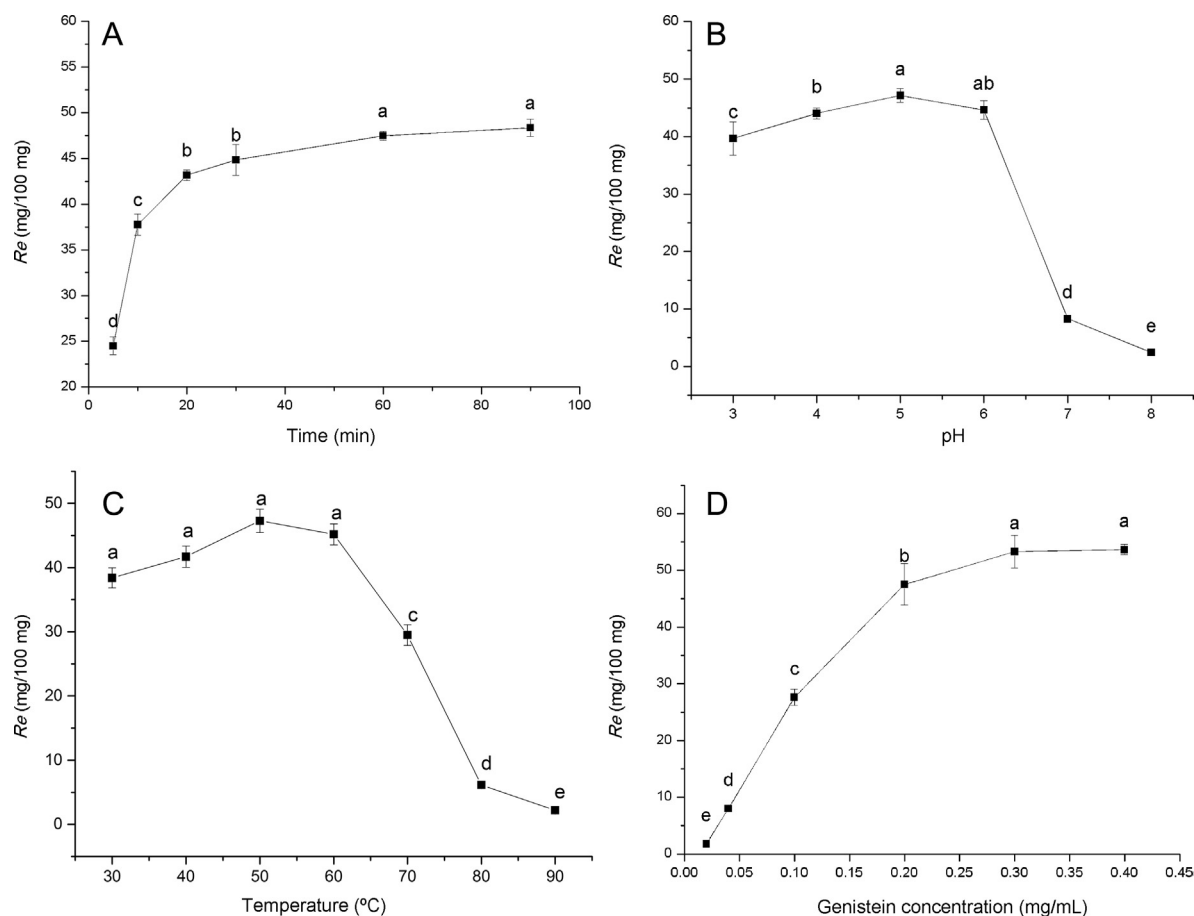 A
Re (mg/100 mg)
60
55
50
45
40
35
30
25
20
d
c
b
b
a
a
0
20
40
60
80
100
Time (min)
B
Re (mg/100 mg)
60
50
40
30
20
10
0
c
b
a
ab
d
e
3
4
5
6
7
8
pH
C
Re (mg/100 mg)
50
40
30
20
10
0
a
a
a
a
c
d
e
30
40
50
60
70
80
90
Temperature (ºC)
D
Re (mg/100 mg)
60
50
40
30
20
10
0
e
d
c
b
a
a
0.00
0.05
0.10
0.15
0.20
0.25
0.30
0.35
0.40
0.45
Genistein concentration (mg/mL)